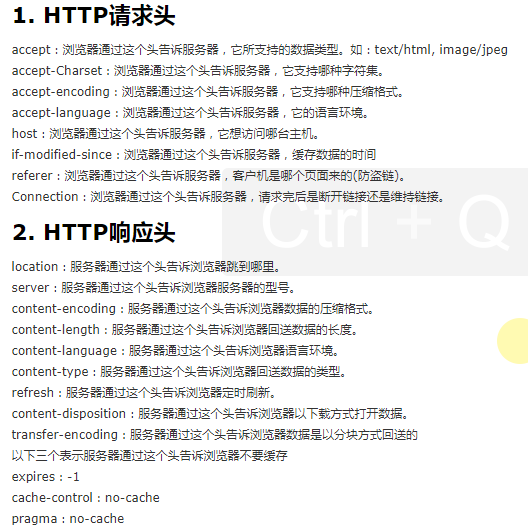 1. HTTP请求头
accept：浏览器通过这个头告诉服务器，它所支持的数据类型。如：text/html, image/jpeg
accept-Charset：浏览器通过这个头告诉服务器，它支持哪种字符集。
accept-encoding：浏览器通过这个头告诉服务器，它支持哪种压缩格式。
accept-language：浏览器通过这个头告诉服务器，它的语言环境。
host：浏览器通过这个头告诉服务器，它想访问哪台主机。
if-modified-since：浏览器通过这个头告诉服务器，缓存数据的时间
referer：浏览器通过这个头告诉服务器，客户机是哪个页面来的(防盗链)。
Connection：浏览器通过这个头告诉服务器，请求完后是断开链接还是维持链接。
Ctrl + Q
2. HTTP响应头
location：服务器通过这个头告诉浏览器跳到哪里。
server：服务器通过这个头告诉浏览器服务器的型号。
content-encoding：服务器通过这个头告诉浏览器数据的压缩格式。
content-length：服务器通过这个头告诉浏览器回送数据的长度。
content-language：服务器通过这个头告诉浏览器语言环境。
content-type：服务器通过这个头告诉浏览器回送数据的类型。
refresh：服务器通过这个头告诉浏览器定时刷新。
content-disposition：服务器通过这个头告诉浏览器以下载方式打开数据。
transfer-encoding：服务器通过这个头告诉浏览器数据是以分块方式回送的
以下三个表示服务器通过这个头告诉浏览器不要缓存
expires：-1
cache-control：no-cache
pragma：no-cache